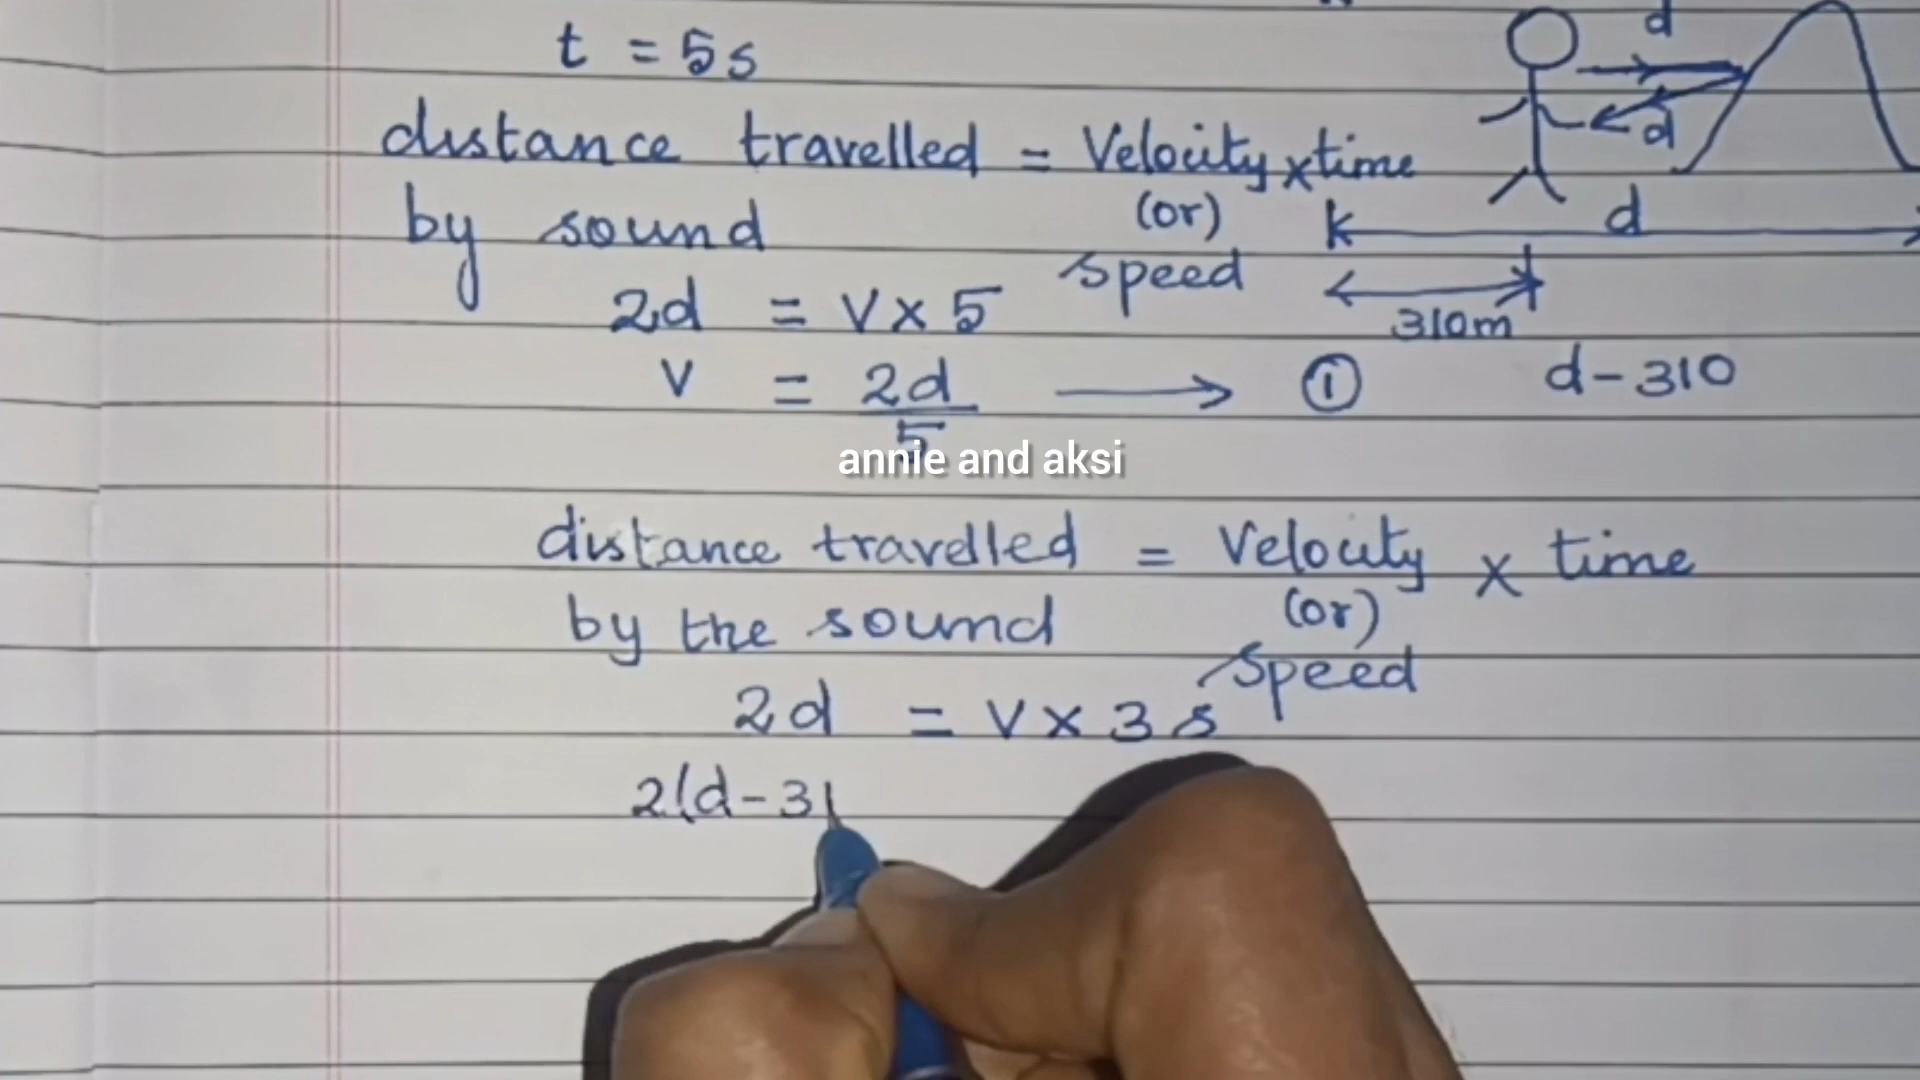 t = 5s
d
distance travelled = Velocity x time
d
by sound (or) d
speed
2d = V x 5
310m
V = 2d/5 → ① d - 310
annie and aksi
distance travelled = Velocity x time
by the sound (or)
speed
2d = V x 3 s
2(d - 31